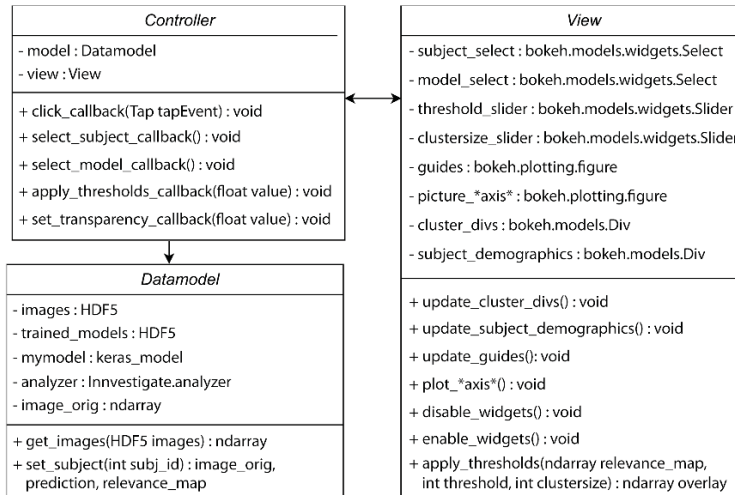 Controller
- model : Datamodel
- view : View
+ click_callback(Tap tapEvent) : void
+ select_subject_callback() : void
+ select_model_callback() : void
+ apply_thresholds_callback(float value) : void
+ set_transparency_callback(float value) : void
Datamodel
- images : HDF5
- trained_models : HDF5
- mymodel : keras_model
- analyzer : Innvestigate.analyzer
- image_orig : ndarray
+ get_images(HDF5 images) : ndarray
+ set_subject(int subj_id) : image_orig,
prediction, relevance_map
View
- subject_select : bokeh.models.widgets.Select
- model_select : bokeh.models.widgets.Select
- threshold_slider : bokeh.models.widgets.Slider
- clustersize_slider : bokeh.models.widgets.Slider
- guides : bokeh.plotting.figure
- picture_*axis* : bokeh.plotting.figure
- cluster_divs : bokeh.models.Div
- subject_demographics : bokeh.models.Div
+ update_cluster_divs() : void
+ update_subject_demographics() : void
+ update_guides(): void
+ plot_*axis*() : void
+ disable_widgets() : void
+ enable_widgets() : void
+ apply_thresholds(ndarray relevance_map,
int threshold, int clustersize) : ndarray overlay